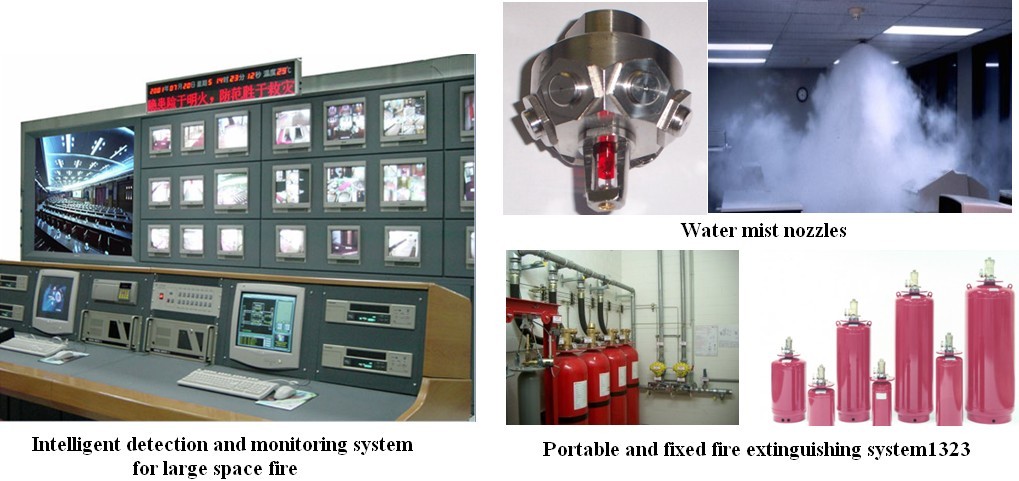 2007年07月20日 星期5 14时23分 12秒 温度29℃
隐患险于明火，防范胜于救灾
Water mist nozzles
Intelligent detection and monitoring system
for large space fire
Portable and fixed fire extinguishing system1323